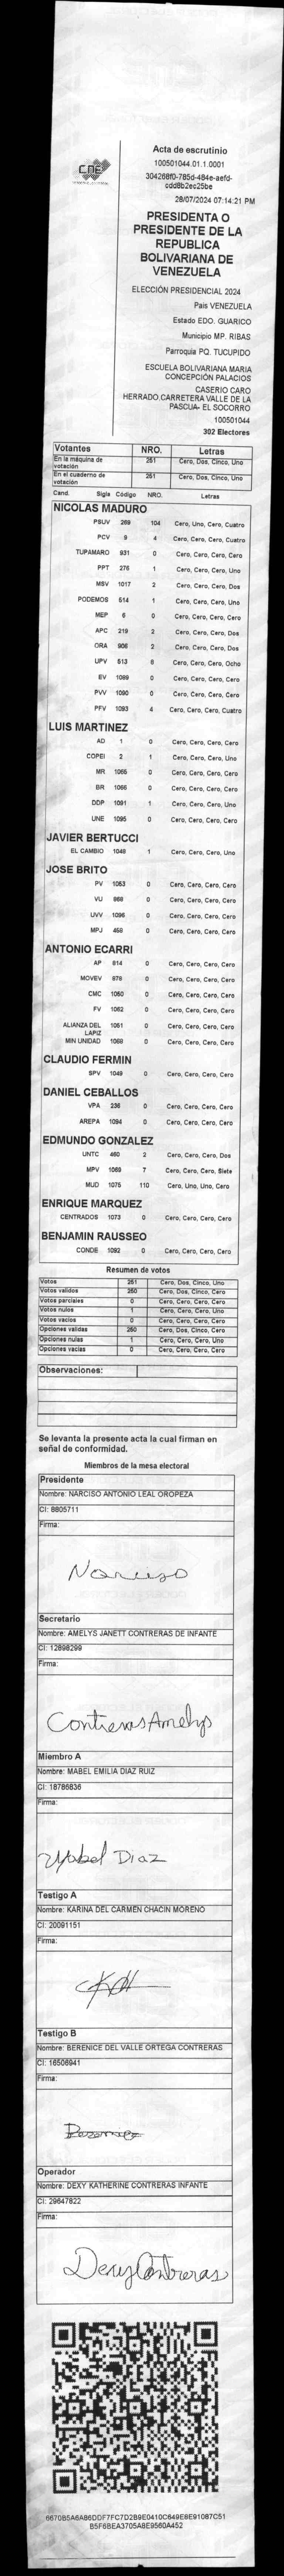 CNE
Acta de escrutinio
100501044.01.1.0001
304268f0-785d-484e-aefd-
cdd8b2ec25be
28/07/2024 07:14:21 PM
PRESIDENTA O
PRESIDENTE DE LA
REPUBLICA
BOLIVARIANA DE
VENEZUELA
ELECCIÓN PRESIDENCIAL 2024
Pais VENEZUELA
Estado EDO. GUARICO
Municipio MP. RIBAS
Parroquia PQ. TUCUPIDO
ESCUELA BOLIVARIANA MARIA
CONCEPCIÓN PALACIOS
CASERIO CARO
HERRADO.CARRETERA VALLE DE LA
PASCUA- EL SOCORRO
100501044
302 Electores
Votantes NRO. Letras
En la máquina de votación 251 Cero, Dos, Cinco, Uno
En el cuaderno de votación 251 Cero, Dos, Cinco, Uno
Cand. Sigla Código NRO. Letras
NICOLAS MADURO
PSUV 269 104 Cero, Uno, Cero, Cuatro
PCV 9 4 Cero, Cero, Cero, Cuatro
TUPAMARO 931 0 Cero, Cero, Cero, Cero
PPT 276 1 Cero, Cero, Cero, Uno
MSV 1017 2 Cero, Cero, Cero, Dos
PODEMOS 514 1 Cero, Cero, Cero, Uno
MEP 6 0 Cero, Cero, Cero, Cero
APC 219 2 Cero, Cero, Cero, Dos
ORA 906 2 Cero, Cero, Cero, Dos
UPV 513 8 Cero, Cero, Cero, Ocho
EV 1089 0 Cero, Cero, Cero, Cero
PVV 1090 0 Cero, Cero, Cero, Cero
PFV 1093 4 Cero, Cero, Cero, Cuatro
LUIS MARTINEZ
AD 1 0 Cero, Cero, Cero, Cero
COPEI 2 1 Cero, Cero, Cero, Uno
MR 1065 0 Cero, Cero, Cero, Cero
BR 1066 0 Cero, Cero, Cero, Cero
DDP 1091 1 Cero, Cero, Cero, Uno
UNE 1095 0 Cero, Cero, Cero, Cero
JAVIER BERTUCCI
EL CAMBIO 1048 1 Cero, Cero, Cero, Uno
JOSE BRITO
PV 1053 0 Cero, Cero, Cero, Cero
VU 969 0 Cero, Cero, Cero, Cero
UVV 1096 0 Cero, Cero, Cero, Cero
MPJ 458 0 Cero, Cero, Cero, Cero
ANTONIO ECARRI
AP 914 0 Cero, Cero, Cero, Cero
MOVEV 978 0 Cero, Cero, Cero, Cero
CMC 1050 0 Cero, Cero, Cero, Cero
FV 1052 0 Cero, Cero, Cero, Cero
ALIANZA DEL LAPIZ 1051 0 Cero, Cero, Cero, Cero
MIN UNIDAD 1069 0 Cero, Cero, Cero, Cero
CLAUDIO FERMIN
SPV 1049 0 Cero, Cero, Cero, Cero
DANIEL CEBALLOS
VPA 236 0 Cero, Cero, Cero, Cero
AREPA 1094 0 Cero, Cero, Cero, Cero
EDMUNDO GONZALEZ
UNTC 460 2 Cero, Cero, Cero, Dos
MPV 1069 7 Cero, Cero, Cero, Siete
MUD 1075 110 Cero, Uno, Uno, Cero
ENRIQUE MARQUEZ
CENTRADOS 1073 0 Cero, Cero, Cero, Cero
BENJAMIN RAUSSEO
CONDE 1092 0 Cero, Cero, Cero, Cero
Resumen de votos
Votos 251 Cero, Dos, Cinco, Uno
Votos validos 250 Cero, Dos, Cinco, Cero
Votos parciales 0 Cero, Cero, Cero, Cero
Votos nulos 1 Cero, Cero, Cero, Uno
Votos vacíos 0 Cero, Cero, Cero, Cero
Opciones validas 250 Cero, Dos, Cinco, Cero
Opciones nulas 1 Cero, Cero, Cero, Uno
Opciones vacías 0 Cero, Cero, Cero, Cero
Observaciones:
Se levanta la presente acta la cual firman en
señal de conformidad.
Miembros de la mesa electoral
Presidente
Nombre: NARCISO ANTONIO LEAL OROPEZA
CI: 8805711
Firma:
Narciso
Secretario
Nombre: AMELYS JANETT CONTRERAS DE INFANTE
CI: 12898299
Firma:
Contreras Amelys
Miembro A
Nombre: MABEL EMILIA DIAZ RUIZ
CI: 18786836
Firma:
Mabel Diaz
Testigo A
Nombre: KARINA DEL CARMEN CHACIN MORENO
CI: 20091151
Firma:
Testigo B
Nombre: BERENICE DEL VALLE ORTEGA CONTRERAS
CI: 16506941
Firma:
Operador
Nombre: DEXY KATHERINE CONTRERAS INFANTE
CI: 29647822
Firma:
Dexy Contreras
6670B5A6A86DDF7FC7D2B9E0410C649E8E91087C51
B5F6BEA3705A8E9560A452